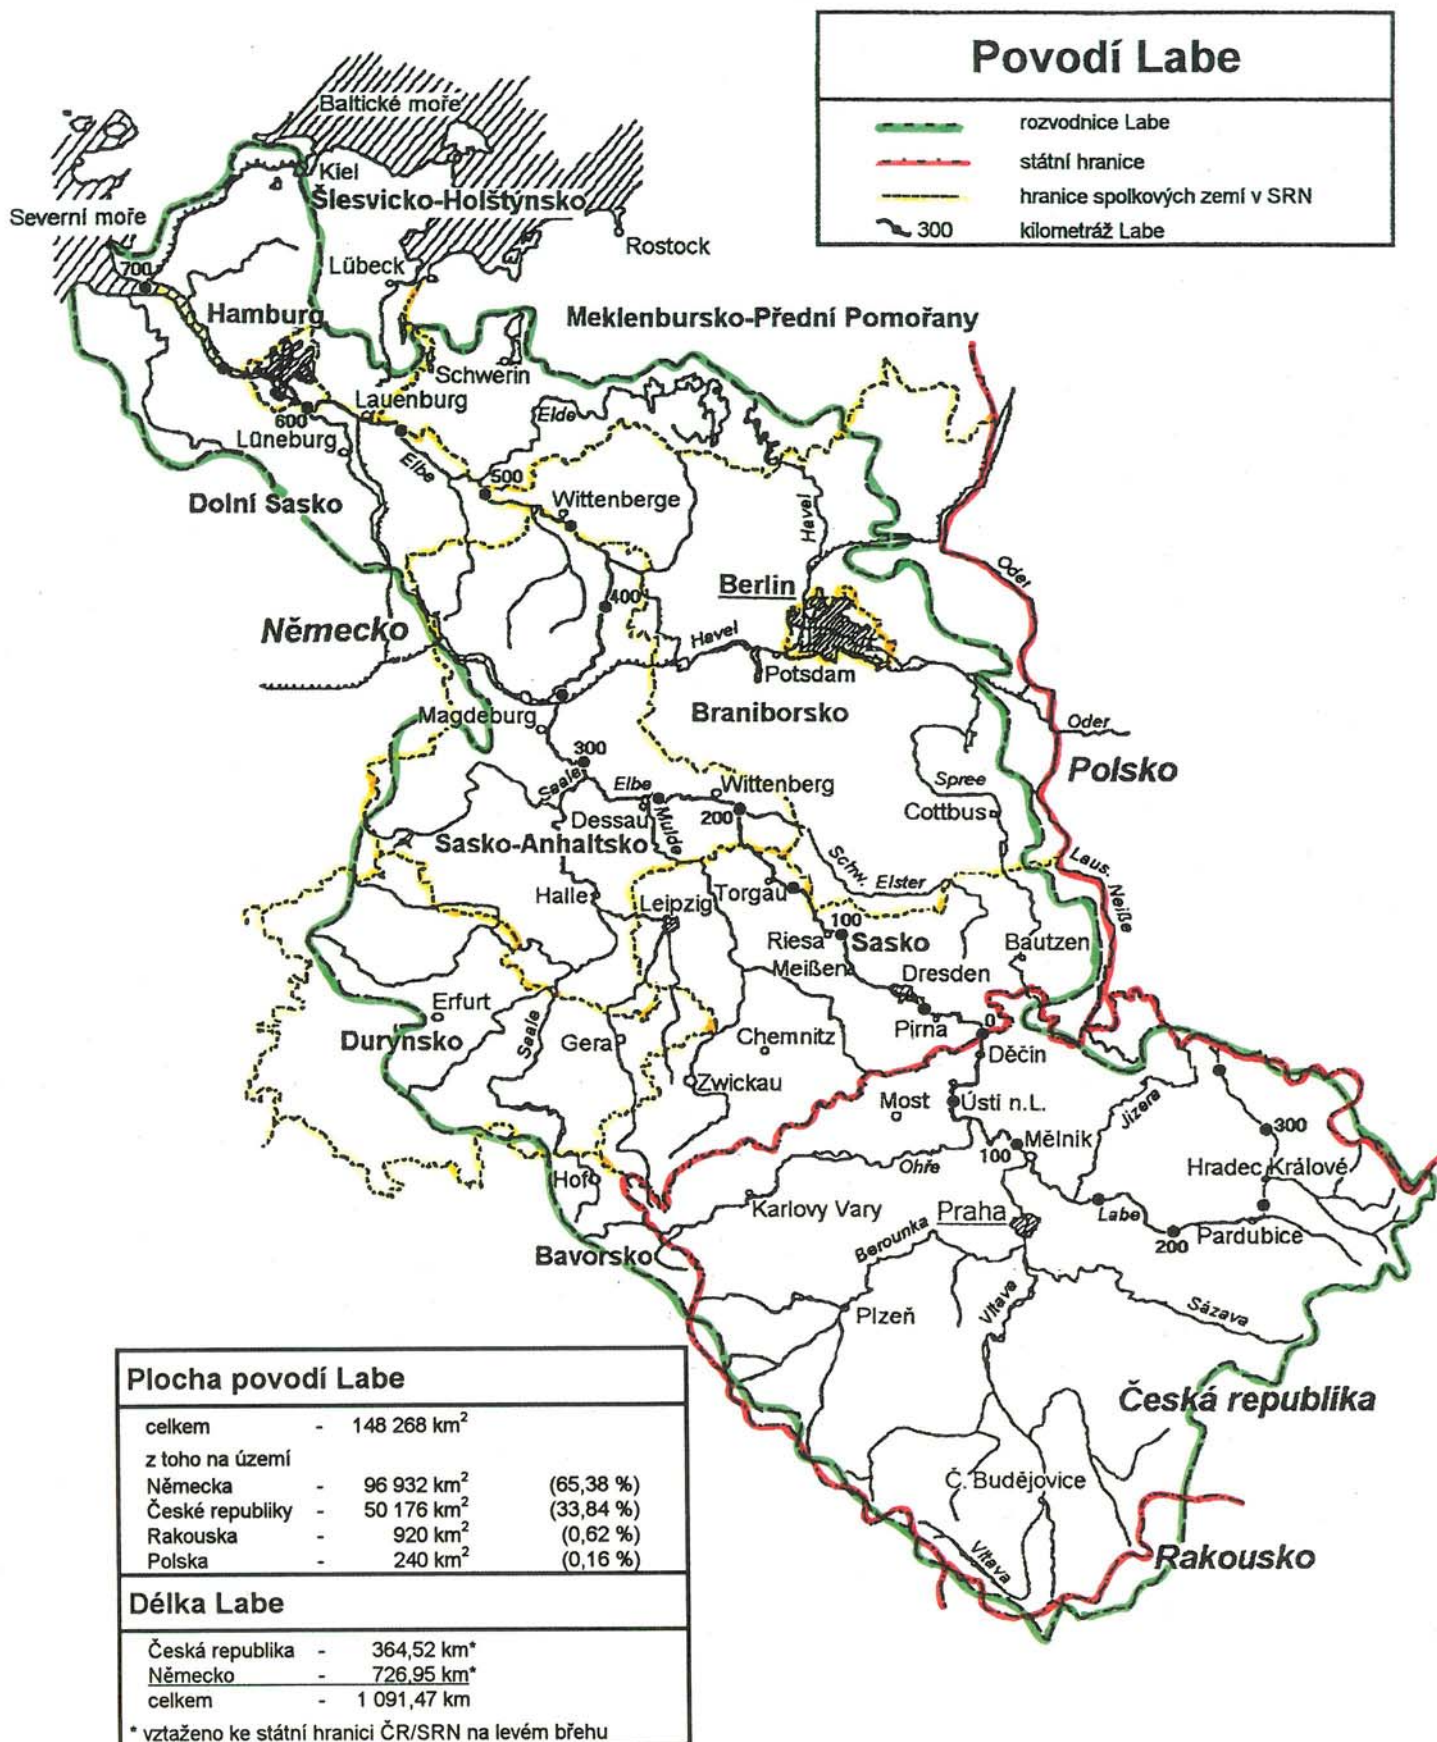 Povodí Labe
rozvodnice Labe
státní hranice
hranice spolkových zemí v SRN
300 kilometráž Labe
Baltické moře
Kiel
Šlesvicko-Holštýnsko
Severní moře
Rostock
700
Lübeck
Hamburg
Meklenbursko-Přední Pomořany
Schwerin
Lauenburg
Elde
600
Lüneburg
Elbe
500
Dolní Sasko
Wittenberge
Havel
Oder
Berlin
400
Německo
Havel
Potsdam
Magdeburg
Braniborsko
Oder
300
Polsko
Saale
Elbe
Wittenberg
Spree
Dessau
Mulde
200
Cottbus
Sasko-Anhaltsko
Schw. Elster
Laus. Neiße
Halle
Torgau
Leipzig
100
Riesa
Sasko
Bautzen
Meißen
Dresden
Erfurt
Pirna
0
Durynsko
Saale
Gera
Chemnitz
Děčín
Zwickau
Most
Ústi n.L.
Jizera
300
Mělník
100
Ohře
Hradec Králové
Hof
Karlovy Vary
Praha
Labe
Pardubice
200
Berounka
Bavorsko
Vltava
Sázava
Plzeň
Česká republika
Č. Budějovice
Vltava
Rakousko
Plocha povodí Labe
celkem - 148 268 km²
z toho na území
Německa - 96 932 km² (65,38 %)
České republiky - 50 176 km² (33,84 %)
Rakouska - 920 km² (0,62 %)
Polska - 240 km² (0,16 %)
Délka Labe
Česká republika - 364,52 km*
Německo - 726,95 km*
celkem - 1 091,47 km
* vztaženo ke státní hranici ČR/SRN na levém břehu